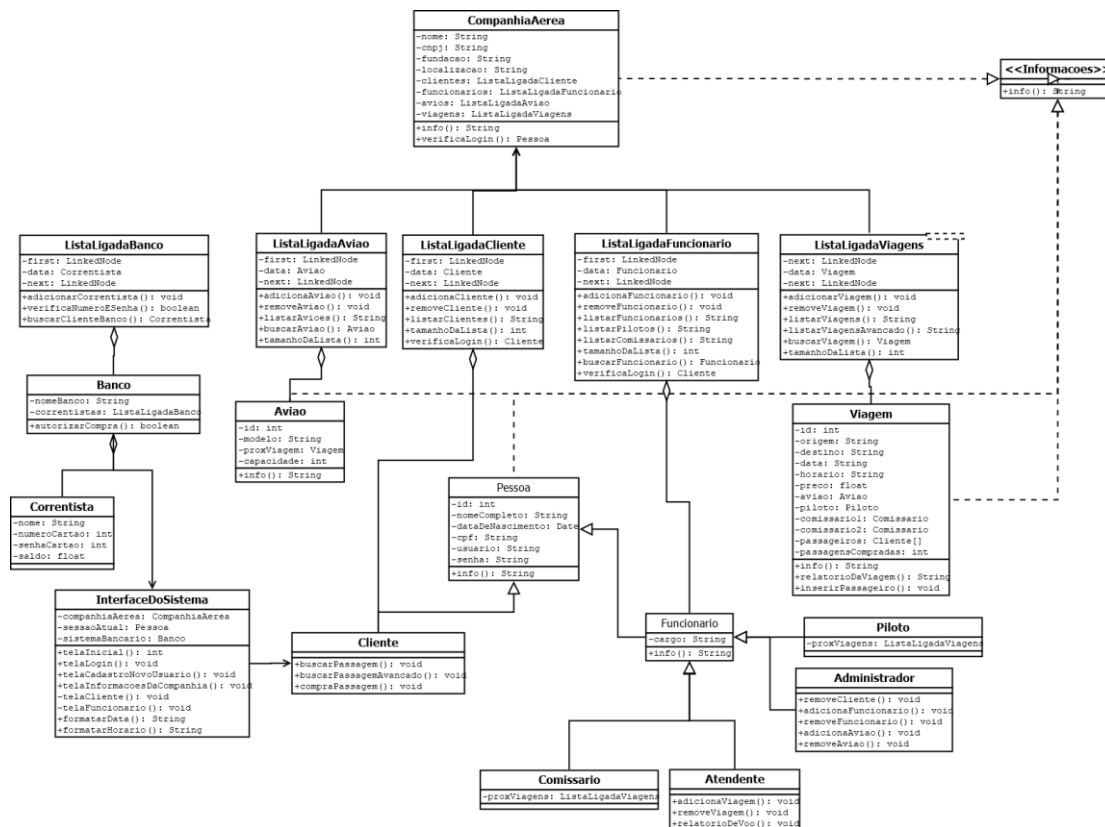 CompanhiaAerea
-nome: String
-cnpj: String
-fundacao: String
-localizacao: String
-clientes: ListaLigadaCliente
-funcionarios: ListaLigadaFuncionario
-avios: ListaLigadaAviao
-viagens: ListaLigadaViagens
+info(): String
+verificaLogin(): Pessoa
<<Informacoes>>
+info(): String
ListaLigadaBanco
-first: LinkedNode
-data: Correntista
-next: LinkedNode
+adicionarCorrentista(): void
+verificaNumeroESenha(): boolean
+buscarClienteBanco(): Correntista
ListaLigadaAviao
-first: LinkedNode
-data: Aviao
-next: LinkedNode
+adicionaAviao(): void
+removeAviao(): void
+listarAvioes(): String
+buscarAviao(): Aviao
+tamanhoDaLista(): int
ListaLigadaCliente
-first: LinkedNode
-data: Cliente
-next: LinkedNode
+adicionaCliente(): void
+removeCliente(): void
+listarClientes(): String
+tamanhoDaLista(): int
+verificaLogin(): Cliente
ListaLigadaFuncionario
-first: LinkedNode
-data: Funcionario
-next: LinkedNode
+adicionaFuncionario(): void
+removeFuncionario(): void
+listarFuncionarios(): String
+listarPilotos(): String
+listarComissarios(): String
+tamanhoDaLista(): int
+buscarFuncionario(): Funcionario
+verificaLogin(): Cliente
ListaLigadaViagens
-next: LinkedNode
-data: Viagem
-next: LinkedNode
+adicionarViagem(): void
+removeViagem(): void
+listarViagens(): String
+listarViagensAvancado(): String
+buscarViagem(): Viagem
+tamanhoDaLista(): int
Banco
-nomeBanco: String
-correntistas: ListaLigadaBanco
+autorizarCompra(): boolean
Aviao
-id: int
-modelo: String
-proxViagem: Viagem
-capacidade: int
+info(): String
Viagem
-id: int
-origem: String
-destino: String
-data: String
-horario: String
-preco: float
-aviao: Aviao
-piloto: Piloto
-comissario1: Comissario
-comissario2: Comissario
-passageiros: Cliente[]
-passagensCompradas: int
+info(): String
+relatorioDaViagem(): String
+inserirPassageiro(): void
Correntista
-nome: String
-numeroCartao: int
-senhaCartao: int
-saldo: float
Pessoa
-id: int
-nomeCompleto: String
-dataDeNascimento: Date
-cpf: String
-usuario: String
-senha: String
+info(): String
InterfaceDoSistema
-companhiaAerea: CompanhiaAerea
-sessaoAtual: Pessoa
-sistemaBancario: Banco
+telaInicial(): int
+telaLogin(): void
+telaCadastroNovoUsuario(): void
+telaInformacoesDaCompanhia(): void
-telaCliente(): void
-telaFuncionario(): void
+formatarData(): String
+formatarHorario(): String
Cliente
+buscarPassagem(): void
+buscarPassagemAvancado(): void
+compraPassagem(): void
Funcionario
-cargo: String
+info(): String
Piloto
-proxViagens: ListaLigadaViagens
Administrador
+removeCliente(): void
+adicionaFuncionario(): void
+removeFuncionario(): void
+adicionaAviao(): void
+removeAviao(): void
Comissario
-proxViagens: ListaLigadaViagens
Atendente
+adicionaViagem(): void
+removeViagem(): void
+relatorioDeVoo(): void